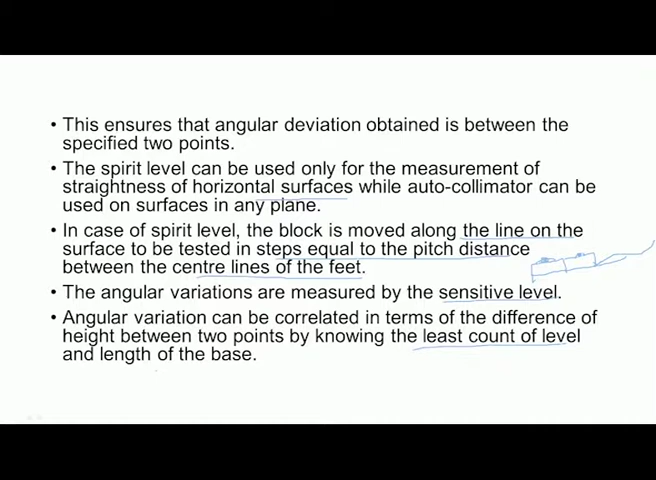 • This ensures that angular deviation obtained is between the
specified two points.
• The spirit level can be used only for the measurement of
straightness of horizontal surfaces while auto-collimator can be
used on surfaces in any plane.
• In case of spirit level, the block is moved along the line on the
surface to be tested in steps equal to the pitch distance
between the centre lines of the feet.
• The angular variations are measured by the sensitive level.
• Angular variation can be correlated in terms of the difference of
height between two points by knowing the least count of level
and length of the base.